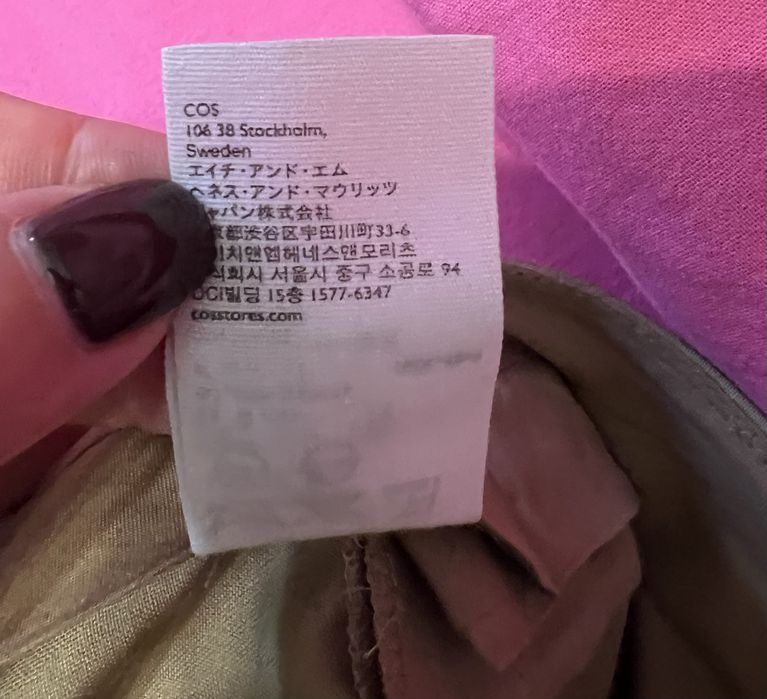 COS
106 38 Stockholm,
Sweden
エイチ・アンド・エム
ネス・アンド・マウリッツ
ャパン株式会社
京都渋谷区宇田川町33-6
이치앤엠헤네스앤모리츠
식회사 서울시 중구 소공로 94
OCI빌딩 15층 1577-6347
cosstores.com